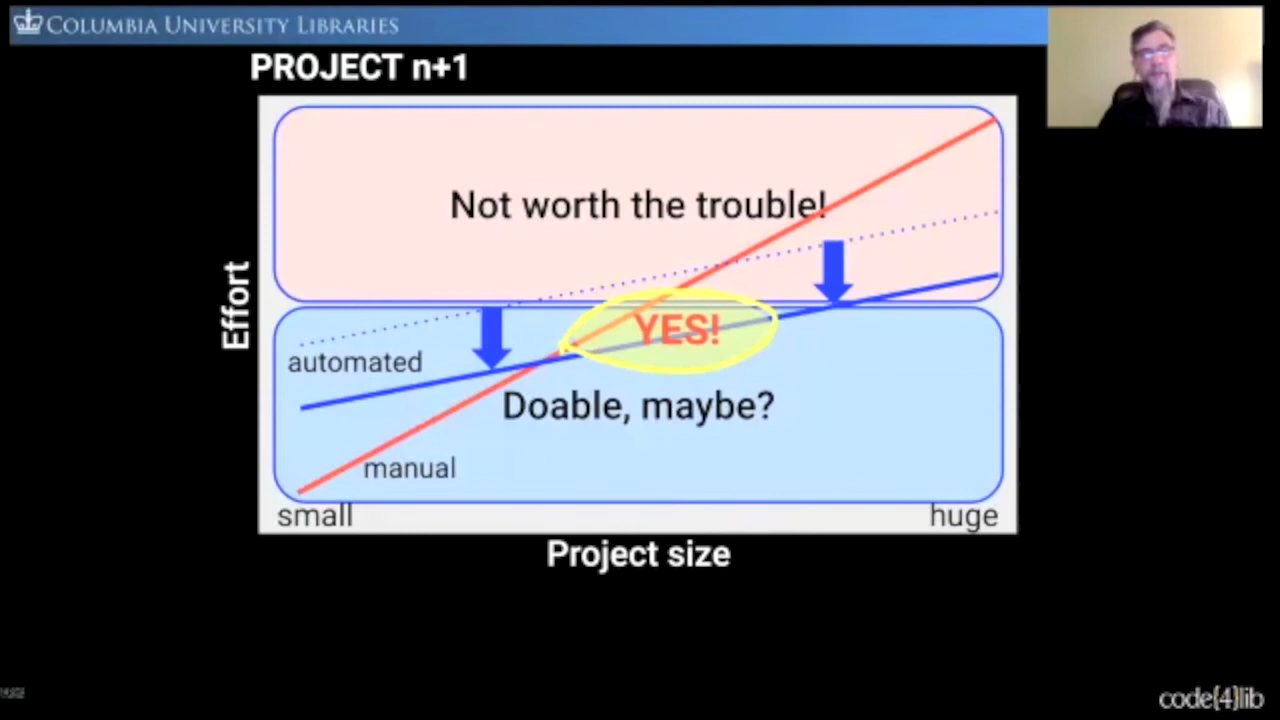 COLUMBIA UNIVERSITY LIBRARIES
PROJECT n+1
Not worth the trouble!
Effort
YES!
automated
Doable, maybe?
manual
small
huge
Project size
code{4}lib